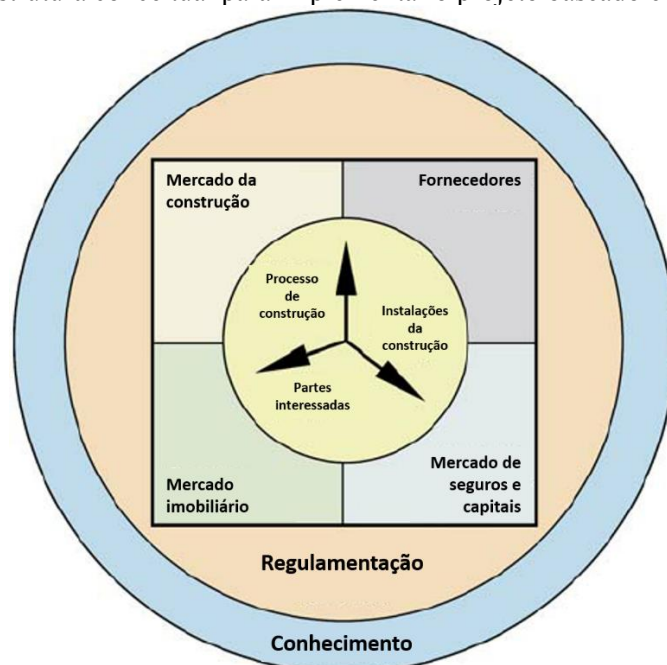 para
Mercado da
construção
Fornecedores
Processo
de
construção
Instalações
da
construção
Partes
interessadas
Mercado
imobiliário
Mercado de
seguros e
capitais
Regulamentação
Conhecimento